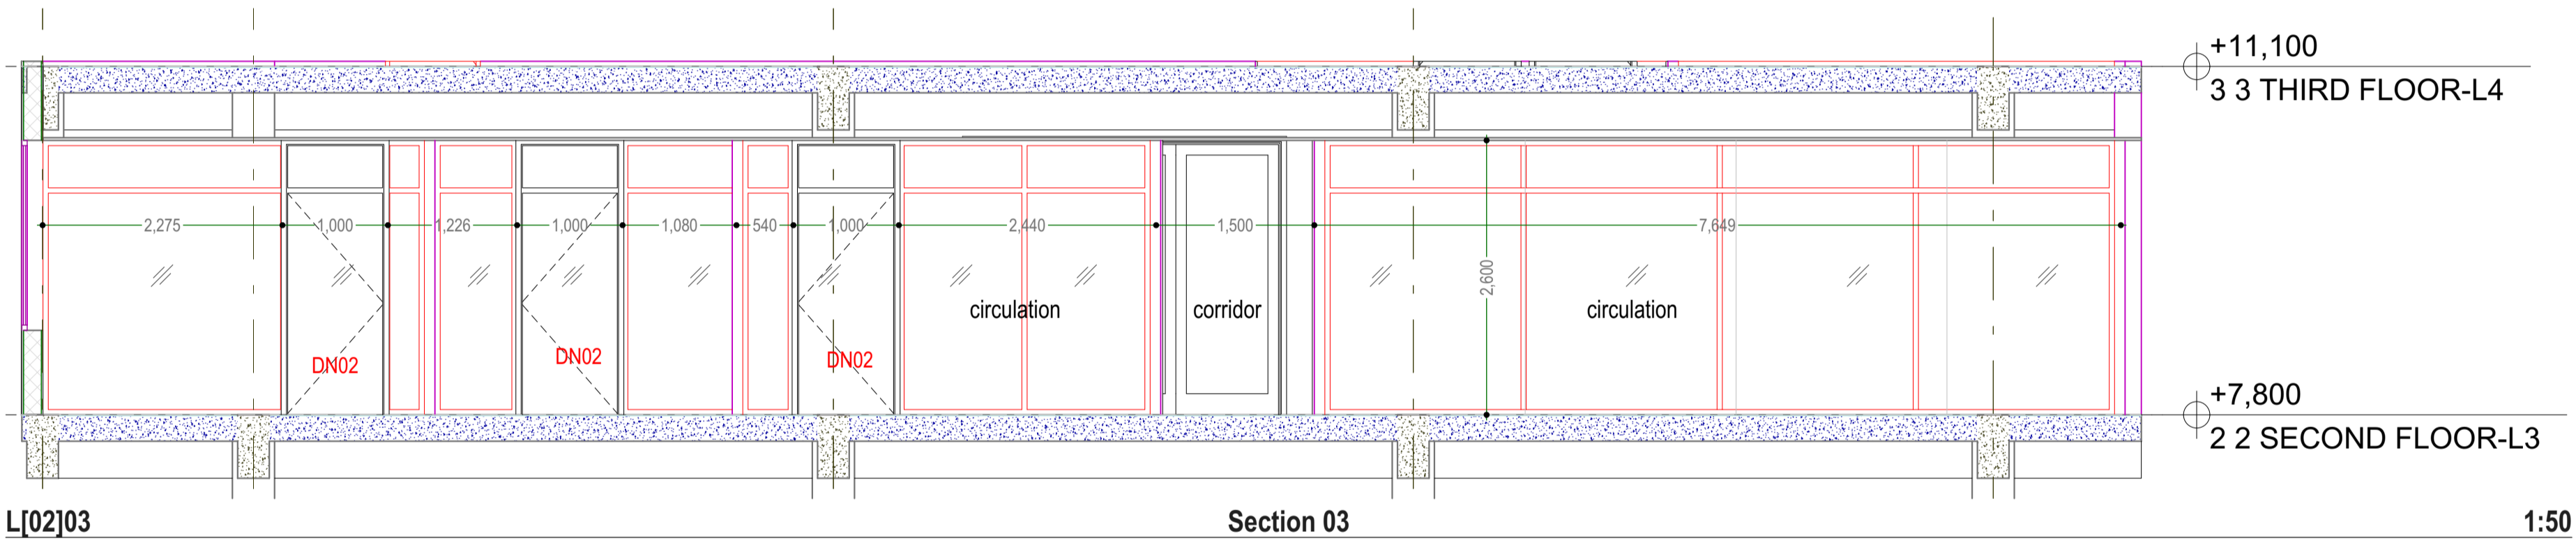 +11,100
3 3 THIRD FLOOR-L4
2,275
1,000
1,226
1,000
1,080
540
1,000
2,440
1,500
7,649
2,600
circulation
corridor
circulation
DN02
DN02
DN02
+7,800
2 2 SECOND FLOOR-L3
L[02]03
Section 03
1:50